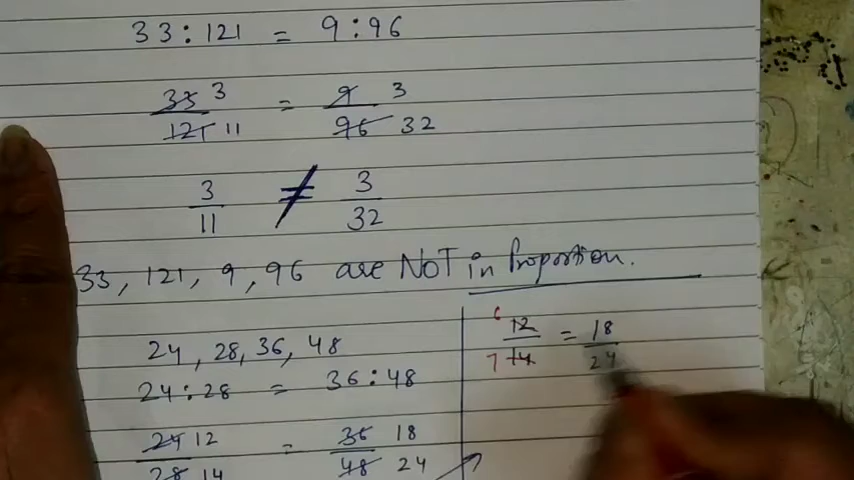 33 : 121 = 9 : 96
33 3 = 9 3
121 11 96 32
3 ≠ 3
11 32
33, 121, 9, 96 are NOT in Proportion.
24, 28, 36, 48
24 : 28 = 36 : 48
24 12 = 36 18
28 14 48 24
6 12 = 18
7 14 24